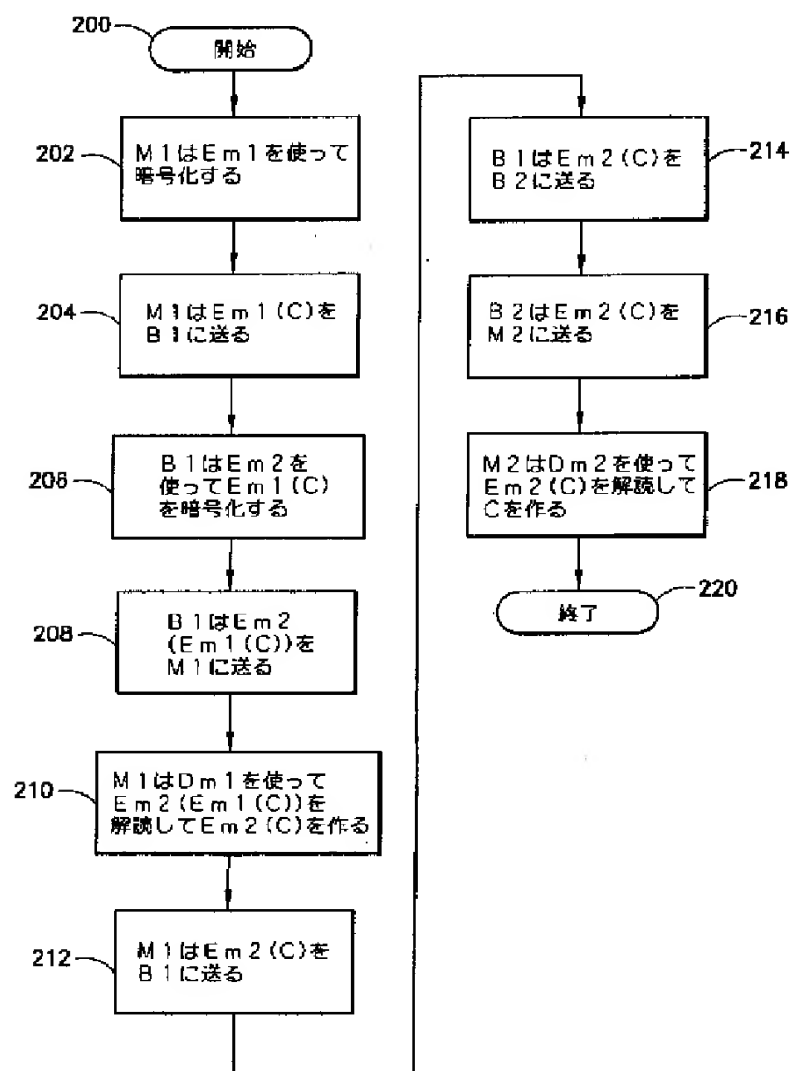 200
開始
202
M1はEm1を使って
暗号化する
204
M1はEm1(C)を
B1に送る
206
B1はEm2を
使ってEm1(C)
を暗号化する
208
B1はEm2
(Em1(C))を
M1に送る
210
M1はDm1を使って
Em2(Em1(C))を
解読してEm2(C)を作る
212
M1はEm2(C)を
B1に送る
214
B1はEm2(C)を
B2に送る
216
B2はEm2(C)を
M2に送る
218
M2はDm2を使って
Em2(C)を解読して
Cを作る
220
終了